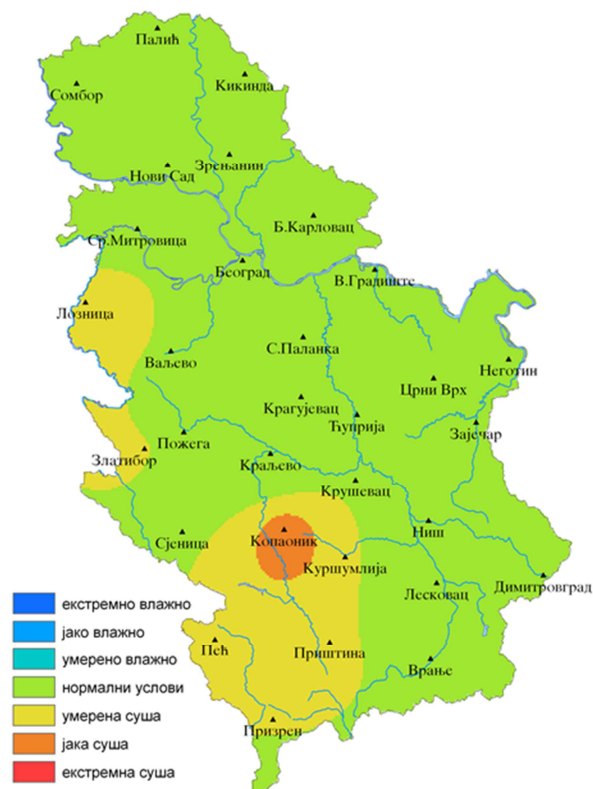 Палић
Кикинда
Сомбор
Зрењанин
Нови Сад
Б.Карловац
Ср.Митровица
Београд
В.Градиште
Лозница
С.Паланка
Ваљево
Неготин
Црни Врх
Крагујевац
Ћуприја
Зајечар
Пожега
Златибор
Краљево
Крушевац
Ниш
Копаоник
Сјеница
Куршумлија
Димитровград
Лесковац
Пећ
Приштина
Врање
Призрен
екстремно влажно
јако влажно
умерено влажно
нормални услови
умерена суша
јака суша
екстремна суша